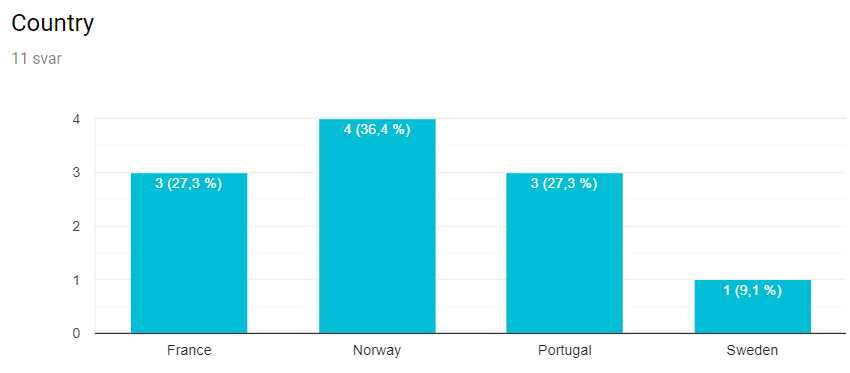 Country
11 svar
4
4 (36,4 %)
3
3 (27,3 %)
3 (27,3 %)
2
1
1 (9,1 %)
0
France
Norway
Portugal
Sweden